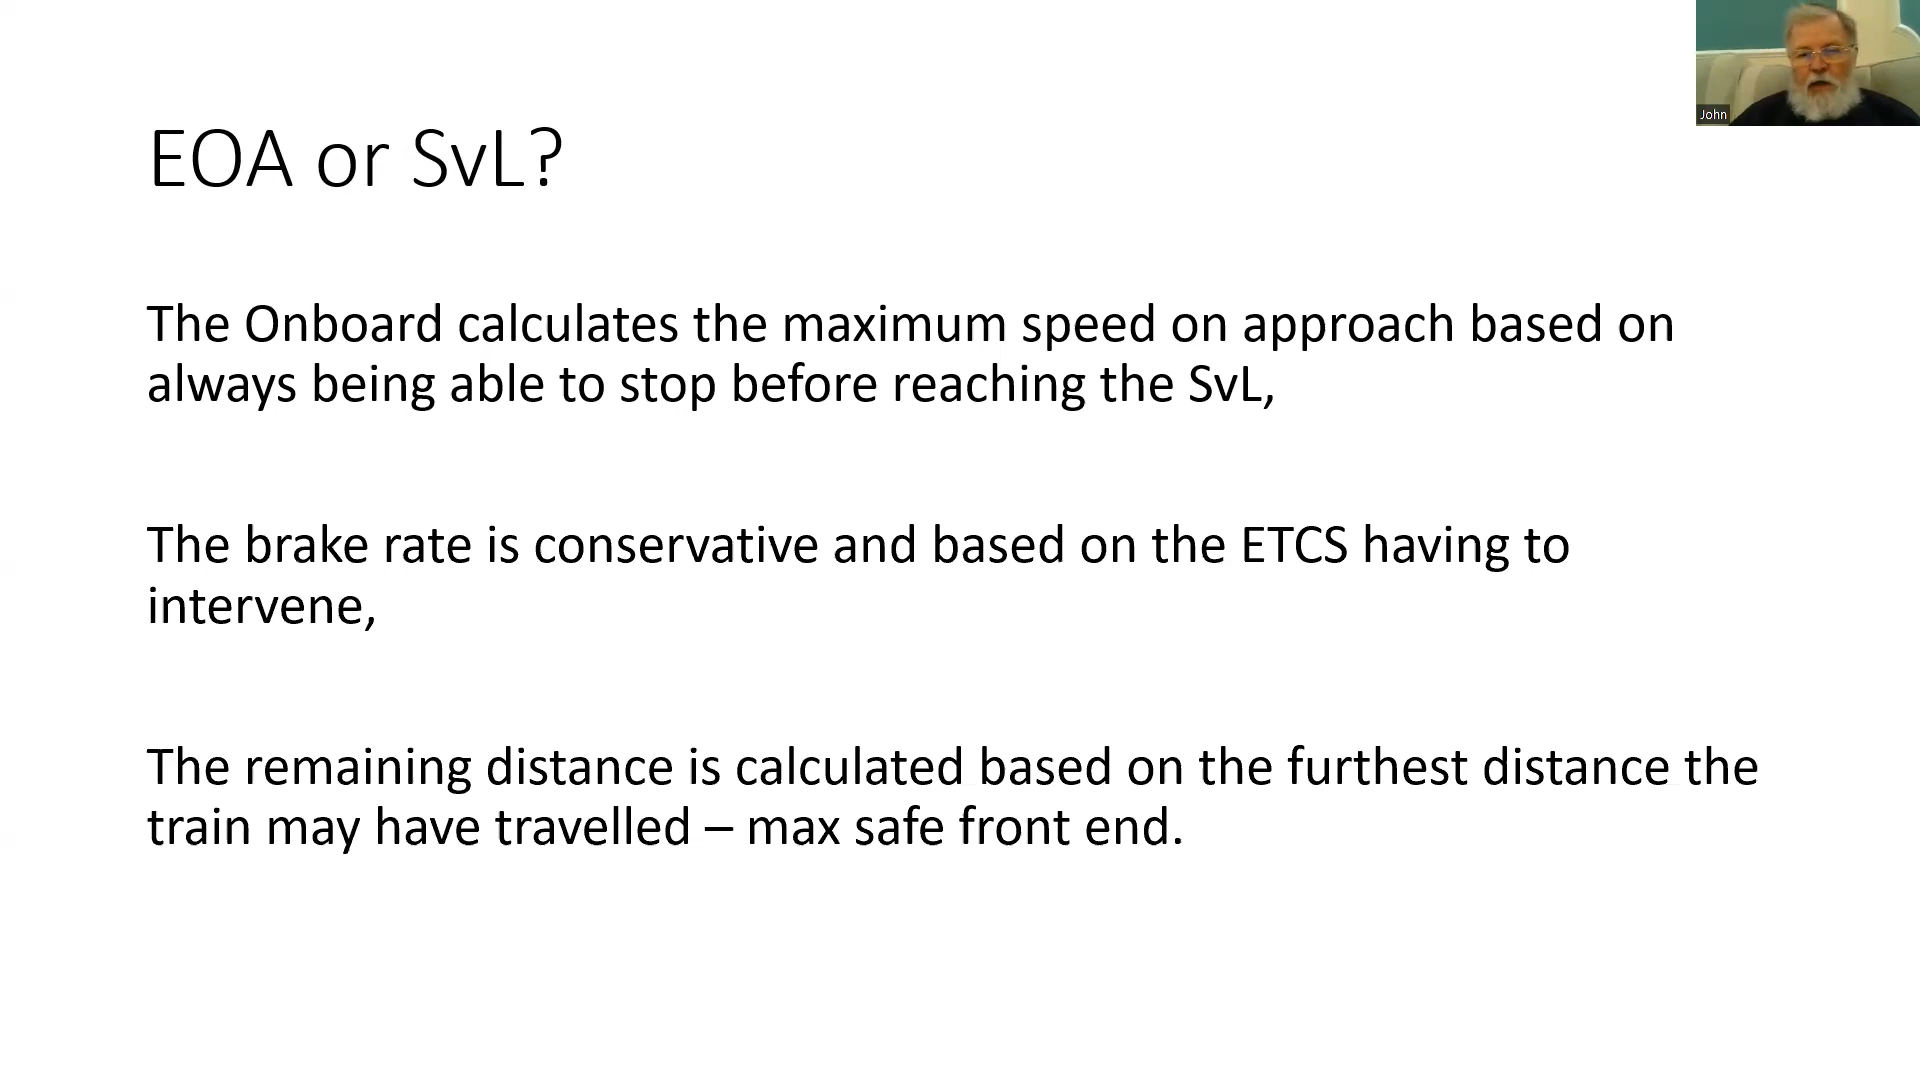 John
EOA or SvL?
The Onboard calculates the maximum speed on approach based on
always being able to stop before reaching the SvL,
The brake rate is conservative and based on the ETCS having to
intervene,
The remaining distance is calculated based on the furthest distance the
train may have travelled – max safe front end.